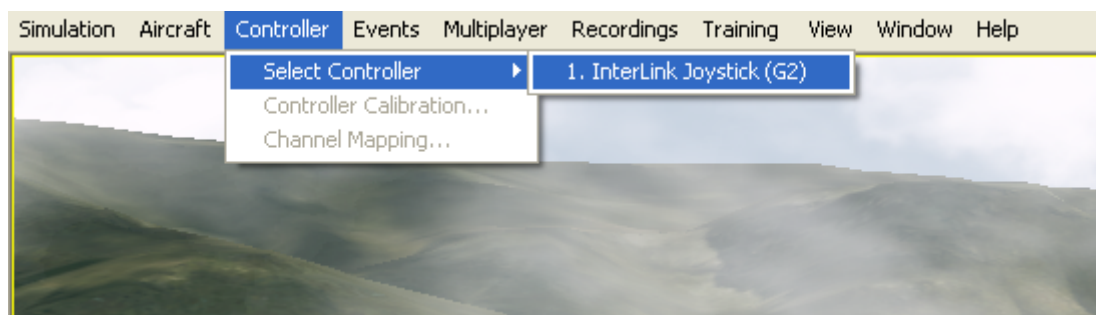 Simulation Aircraft Controller Events Multiplayer Recordings Training View Window Help
Select Controller 1. InterLink Joystick (G2)
Controller Calibration...
Channel Mapping...